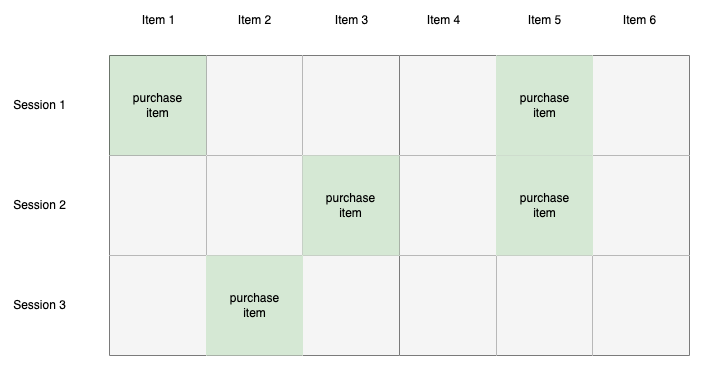 Item 1 Item 2 Item 3 Item 4 Item 5 Item 6
Session 1
purchase
item
purchase
item
Session 2
purchase
item
purchase
item
Session 3
purchase
item